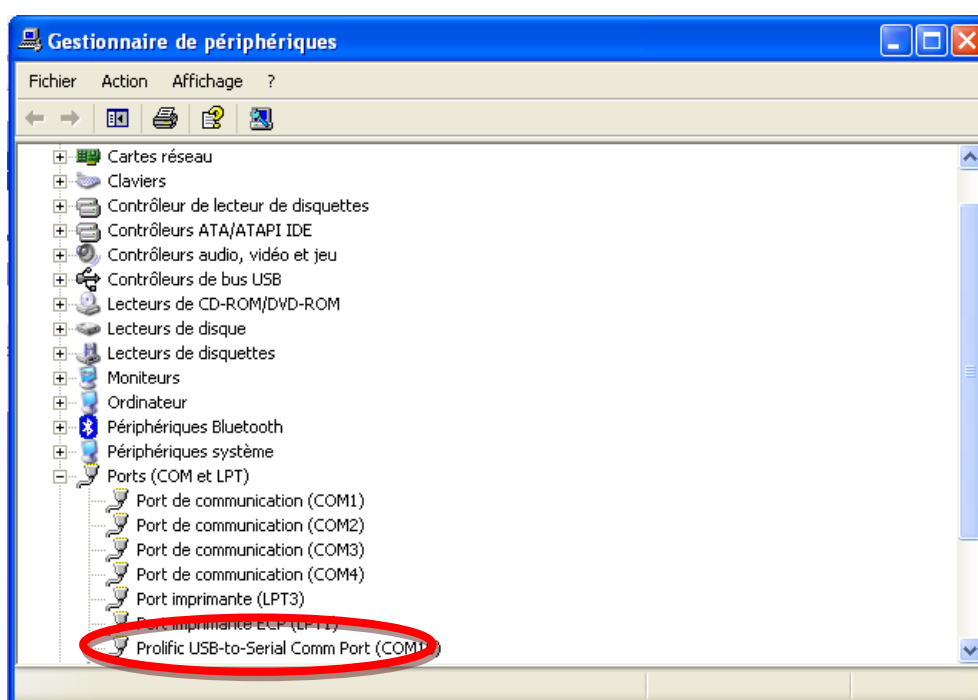 Gestionnaire de périphériques
Fichier Action Affichage ?
Cartes réseau
Claviers
Contrôleur de lecteur de disquettes
Contrôleurs ATA/ATAPI IDE
Contrôleurs audio, vidéo et jeu
Contrôleurs de bus USB
Lecteurs de CD-ROM/DVD-ROM
Lecteurs de disque
Lecteurs de disquettes
Moniteurs
Ordinateur
Périphériques Bluetooth
Périphériques système
Ports (COM et LPT)
Port de communication (COM1)
Port de communication (COM2)
Port de communication (COM3)
Port de communication (COM4)
Port imprimante (LPT3)
Port imprimante ECP (LPT1)
Prolific USB-to-Serial Comm Port